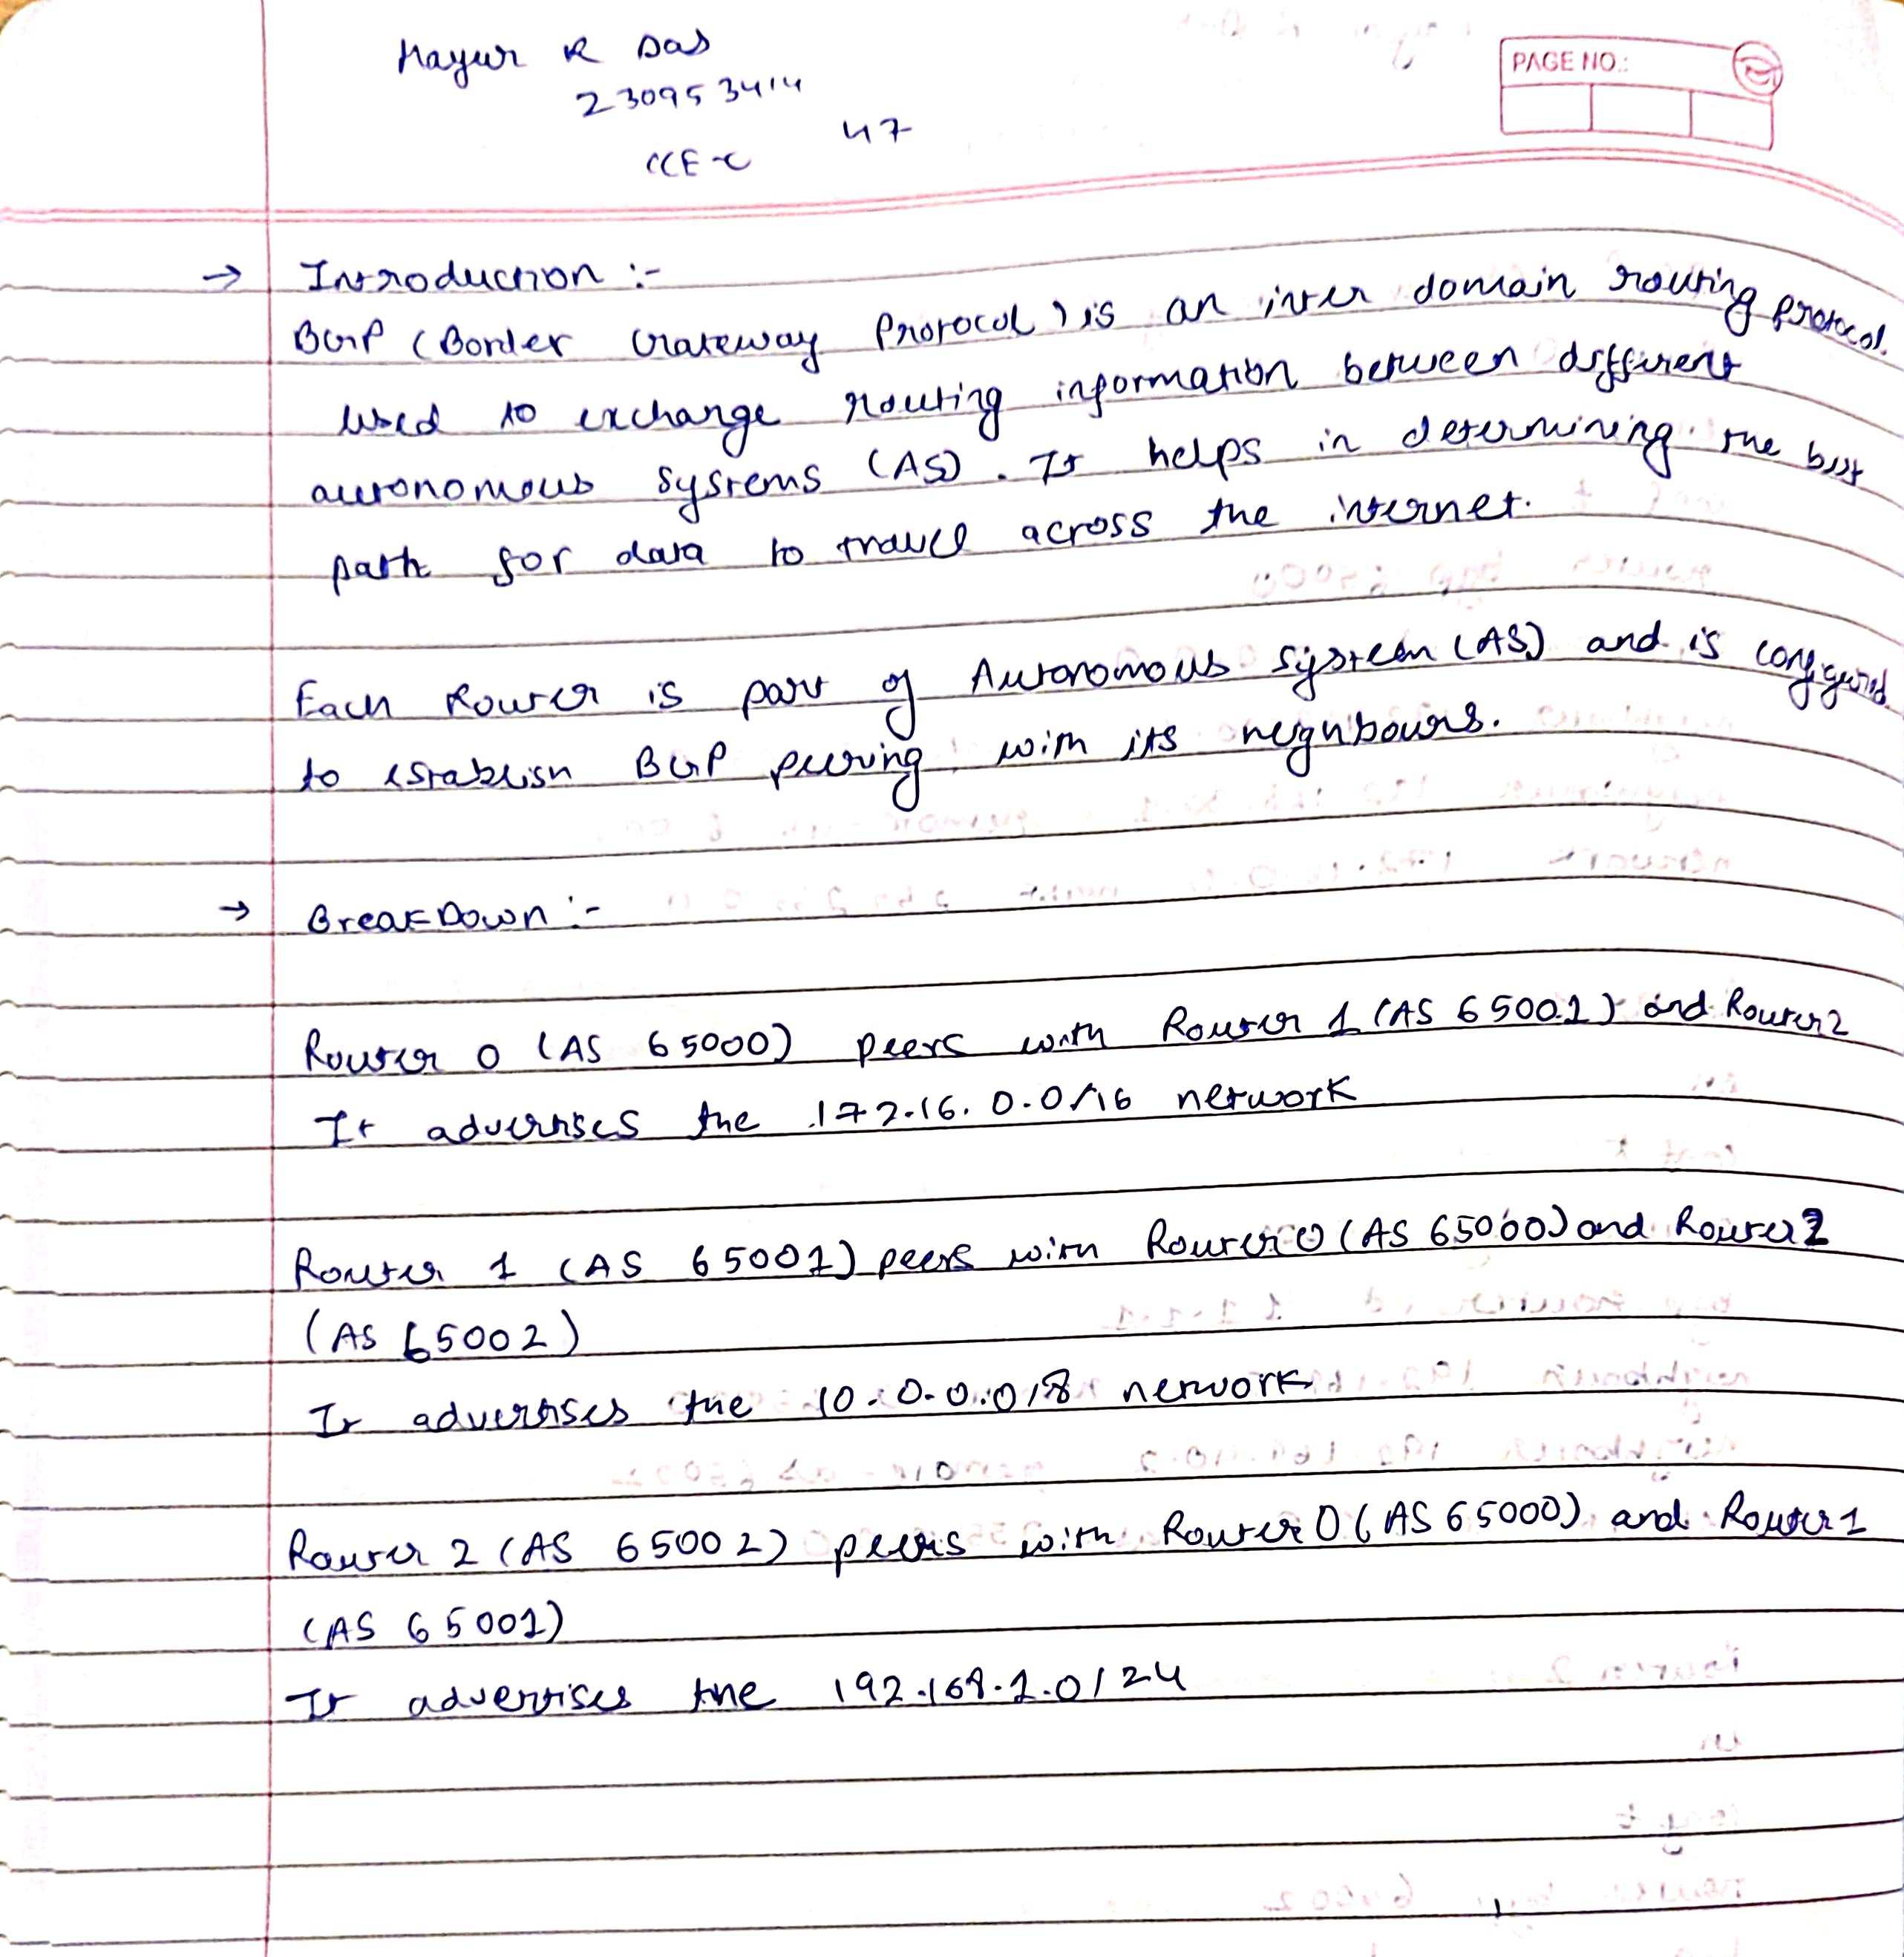 Mayur R Das
230953414
47
CCE-C
PAGE NO.:
→ Introduction :-
BGP (Border Gateway Protocol) is an inter domain routing protocol.
used to exchange routing information between different
autonomous systems (AS). It helps in determining the best
path for data to travel across the internet.
Each Router is part of Autonomous system (AS) and is configured
to establish BGP peering with its neighbours.
→ BreakDown :-
Router 0 (AS 65000) peers with Router 1 (AS 65001) and Router 2
It advertises the 172.16.0.0/16 network
Router 1 (AS 65001) peers with Router 0 (AS 65000) and Router 2
(AS 65002)
It advertises the 10.0.0.0/8 network
Router 2 (AS 65002) peers with Router 0 (AS 65000) and Router 1
(AS 65001)
It advertises the 192.168.1.0/24